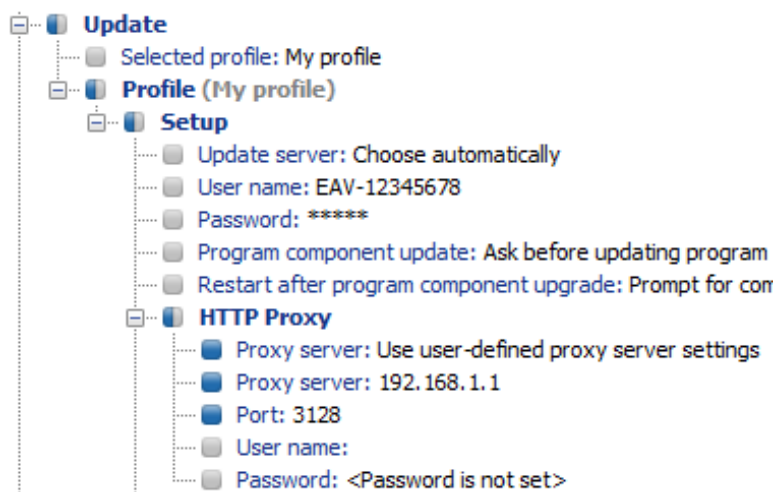 Update
Selected profile: My profile
Profile (My profile)
Setup
Update server: Choose automatically
User name: EAV-12345678
Password: *****
Program component update: Ask before updating program
Restart after program component upgrade: Prompt for com
HTTP Proxy
Proxy server: Use user-defined proxy server settings
Proxy server: 192.168.1.1
Port: 3128
User name:
Password: <Password is not set>